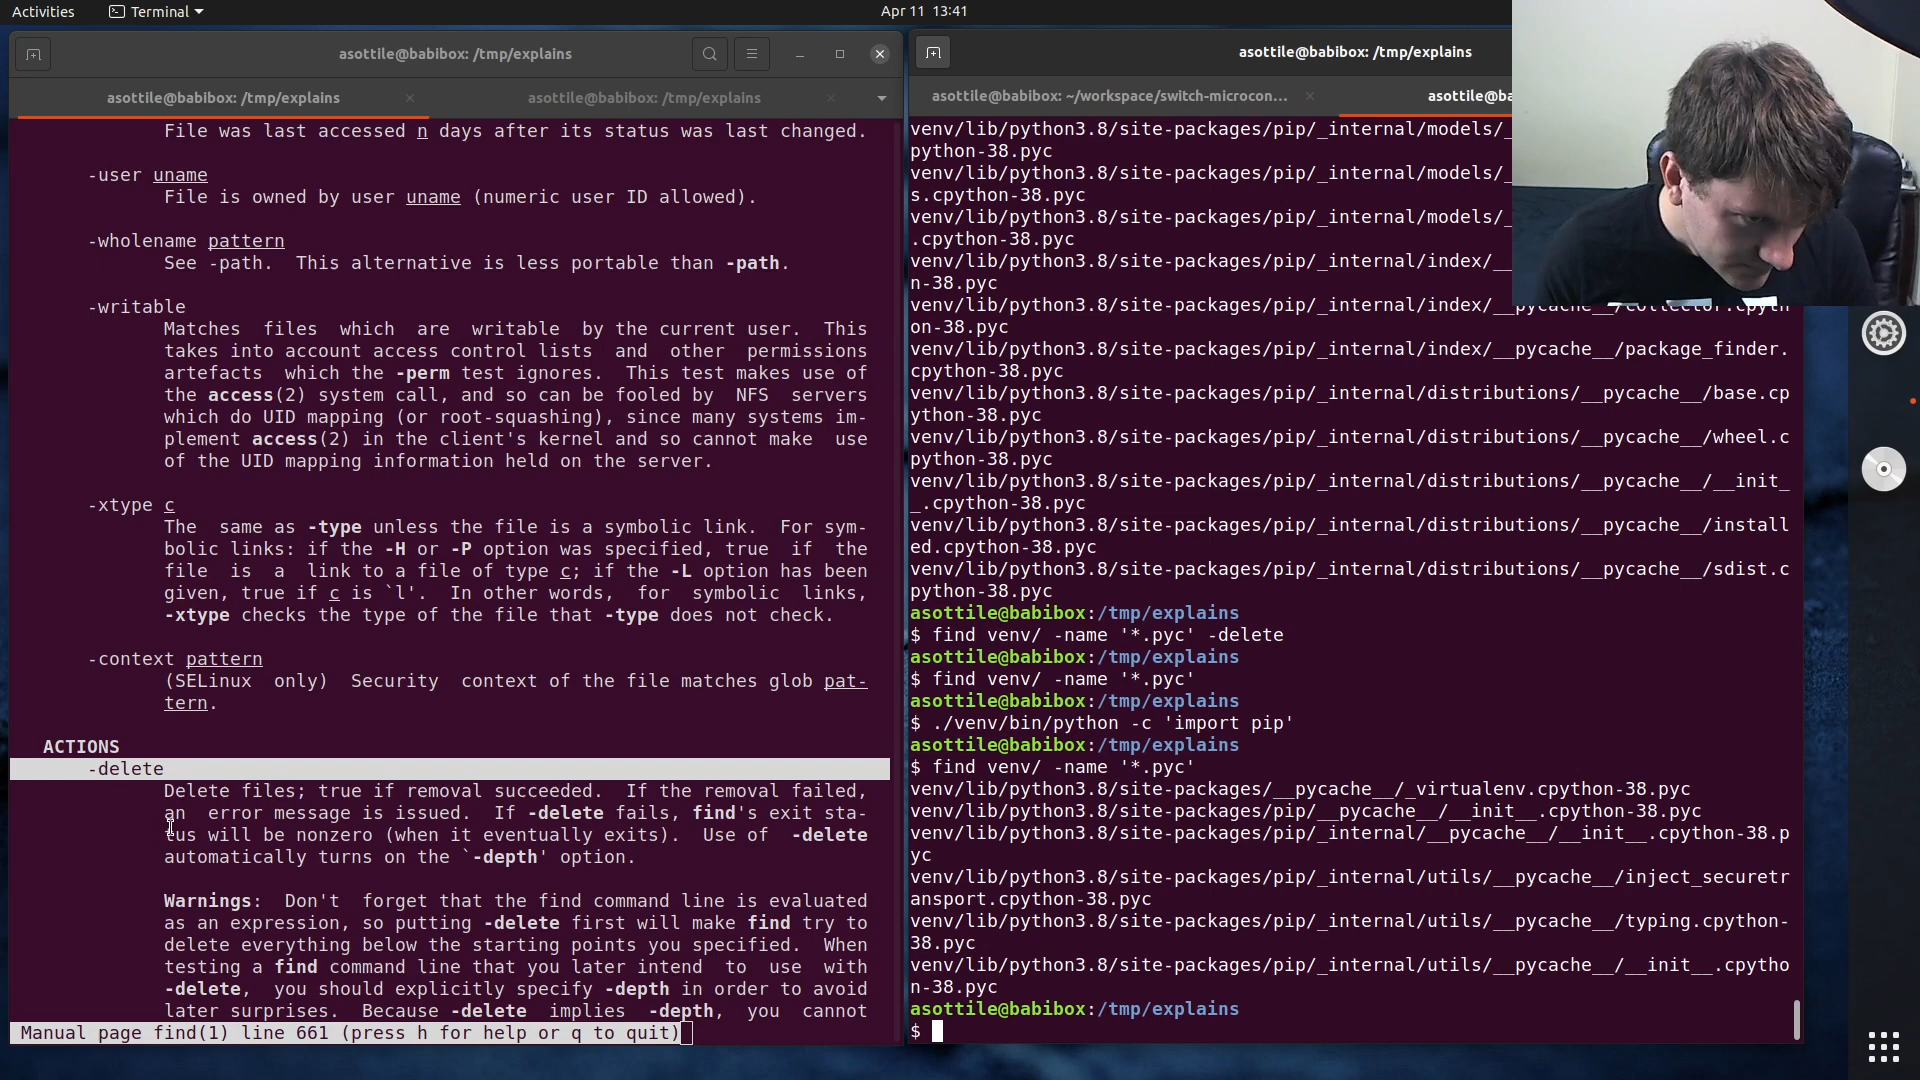 Activities
Terminal
Apr 11 13:41
asottile@babibox: /tmp/explains
asottile@babibox: /tmp/explains
asottile@babibox: /tmp/explains
File was last accessed n days after its status was last changed.
-user uname
File is owned by user uname (numeric user ID allowed).
-wholename pattern
See -path.  This alternative is less portable than -path.
-writable
Matches  files  which  are  writable  by the current user.  This
takes into account access control lists  and  other  permissions
artefacts  which the -perm test ignores.  This test makes use of
the access(2) system call, and so can be fooled by  NFS  servers
which do UID mapping (or root-squashing), since many systems im-
plement access(2) in the client's kernel and so cannot make  use
of the UID mapping information held on the server.
-xtype c
The  same as -type unless the file is a symbolic link.  For sym-
bolic links: if the -H or -P option was specified, true  if  the
file  is  a  link to a file of type c; if the -L option has been
given, true if c is `l'.  In other words,  for  symbolic  links,
-xtype checks the type of the file that -type does not check.
-context pattern
(SELinux  only)  Security  context of the file matches glob pat-
tern.
ACTIONS
-delete
Delete files; true if removal succeeded.  If the removal failed,
an  error message is issued.  If -delete fails, find's exit sta-
tus will be nonzero (when it eventually exits).  Use of  -delete
automatically turns on the `-depth' option.
Warnings:  Don't  forget that the find command line is evaluated
as an expression, so putting -delete first will make find try to
delete everything below the starting points you specified.  When
testing a find command line that you later intend  to  use  with
-delete,  you should explicitly specify -depth in order to avoid
later surprises.  Because -delete  implies  -depth,  you  cannot
Manual page find(1) line 661 (press h for help or q to quit)
asottile@babibox: /tmp/explains
asottile@babibox: ~/workspace/switch-microcon...
asottile@ba
venv/lib/python3.8/site-packages/pip/_internal/models/_
python-38.pyc
venv/lib/python3.8/site-packages/pip/_internal/models/_
s.cpython-38.pyc
venv/lib/python3.8/site-packages/pip/_internal/models/_
.cpython-38.pyc
venv/lib/python3.8/site-packages/pip/_internal/index/__
n-38.pyc
venv/lib/python3.8/site-packages/pip/_internal/index/__pycache__/collector.cpyth
on-38.pyc
venv/lib/python3.8/site-packages/pip/_internal/index/__pycache__/package_finder.
cpython-38.pyc
venv/lib/python3.8/site-packages/pip/_internal/distributions/__pycache__/base.cp
ython-38.pyc
venv/lib/python3.8/site-packages/pip/_internal/distributions/__pycache__/wheel.c
python-38.pyc
venv/lib/python3.8/site-packages/pip/_internal/distributions/__pycache__/__init_
_.cpython-38.pyc
venv/lib/python3.8/site-packages/pip/_internal/distributions/__pycache__/install
ed.cpython-38.pyc
venv/lib/python3.8/site-packages/pip/_internal/distributions/__pycache__/sdist.c
python-38.pyc
asottile@babibox:/tmp/explains
$ find venv/ -name '*.pyc' -delete
asottile@babibox:/tmp/explains
$ find venv/ -name '*.pyc'
asottile@babibox:/tmp/explains
$ ./venv/bin/python -c 'import pip'
asottile@babibox:/tmp/explains
$ find venv/ -name '*.pyc'
venv/lib/python3.8/site-packages/__pycache__/_virtualenv.cpython-38.pyc
venv/lib/python3.8/site-packages/pip/__pycache__/__init__.cpython-38.pyc
venv/lib/python3.8/site-packages/pip/_internal/__pycache__/__init__.cpython-38.p
yc
venv/lib/python3.8/site-packages/pip/_internal/utils/__pycache__/inject_securetr
ansport.cpython-38.pyc
venv/lib/python3.8/site-packages/pip/_internal/utils/__pycache__/typing.cpython-
38.pyc
venv/lib/python3.8/site-packages/pip/_internal/utils/__pycache__/__init__.cpytho
n-38.pyc
asottile@babibox:/tmp/explains
$